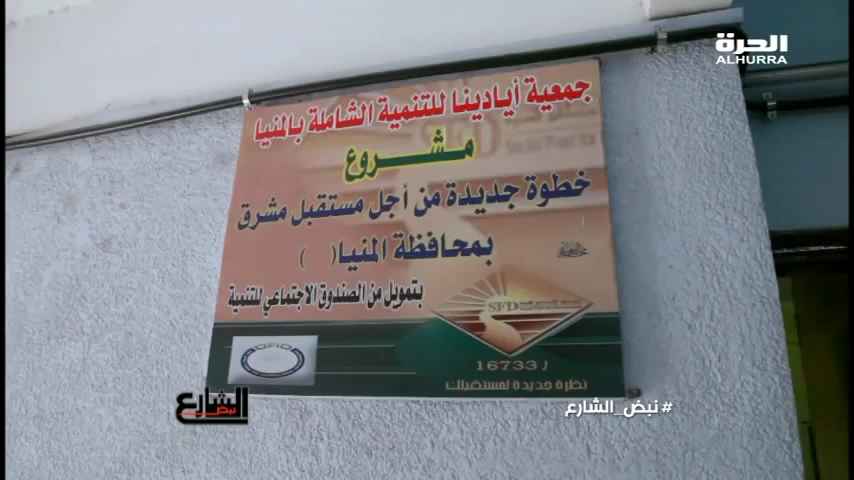 الحرة
ALHURRA
جمعية أيادينا للتنمية الشاملة بالمنيا
مشروع
خطوة جديدة من أجل مستقبل مشرق
بمحافظة المنيا ( )
بتمويل من الصندوق الاجتماعي للتنمية
SFD
16733
نظرة جديدة لمستقبلك
نبض الشارع
#نبض_الشارع